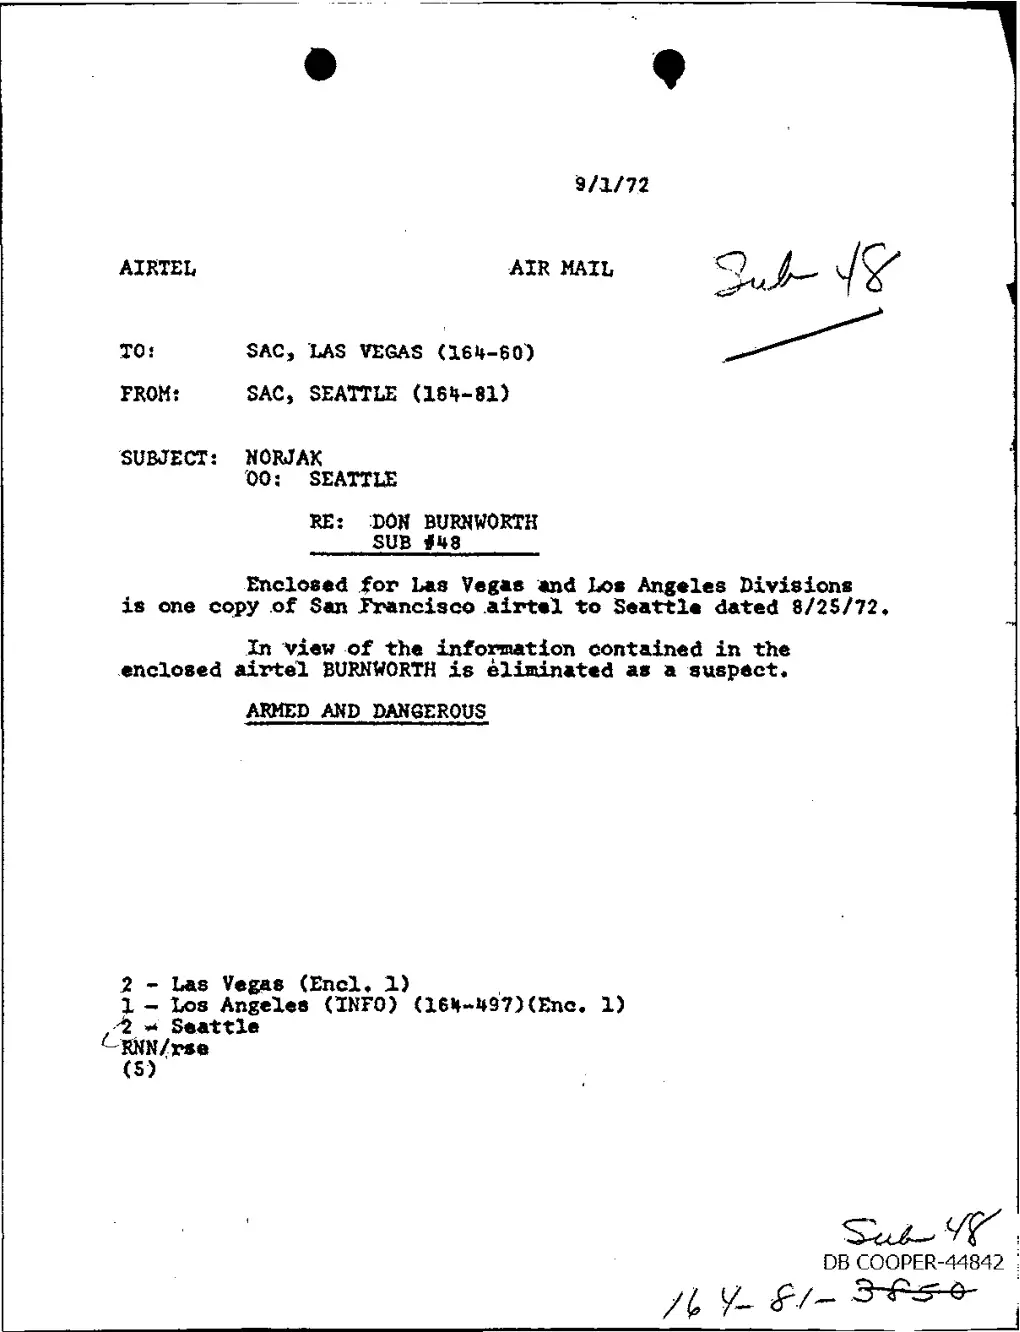 9/1/72
AIRTEL AIR MAIL
Sub 48
TO: SAC, LAS VEGAS (164-60)
FROM: SAC, SEATTLE (164-81)
SUBJECT: NORJAK
OO: SEATTLE
RE: DON BURNWORTH
SUB #48
Enclosed for Las Vegas and Los Angeles Divisions
is one copy of San Francisco airtel to Seattle dated 8/25/72.
In view of the information contained in the
enclosed airtel BURNWORTH is eliminated as a suspect.
ARMED AND DANGEROUS
2 - Las Vegas (Encl. 1)
1 - Los Angeles (INFO) (164-497)(Enc. 1)
2 - Seattle
RNN/rse
(5)
Sub 48
DB COOPER-44842
164-81-3850